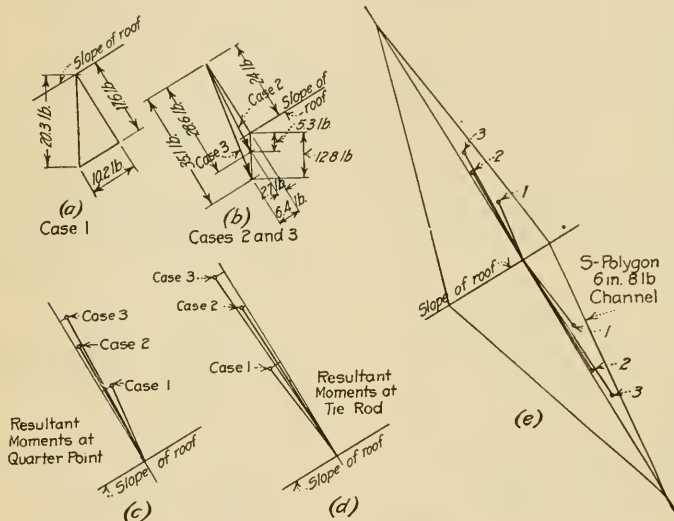 Slope of roof
20.3 lb.
17.6 lb.
10.2 lb.
(a)
Case 1
24 lb.
Case 2
Slope of
roof
28.6 lb.
35.1 lb.
5.3 lb.
12.8 lb
Case 3
2.7 lb.
6.4 lb.
(b)
Cases 2 and 3
3
2
1
S-Polygon
6 in. 8 lb
Channel
Slope of roof
1
2
3
(e)
Case 3
Case 2
Case 1
Resultant
Moments at
Quarter Point
Slope of roof
(c)
Case 3
Case 2
Case 1
Resultant
Moments at
Tie Rod
Slope of roof
(d)